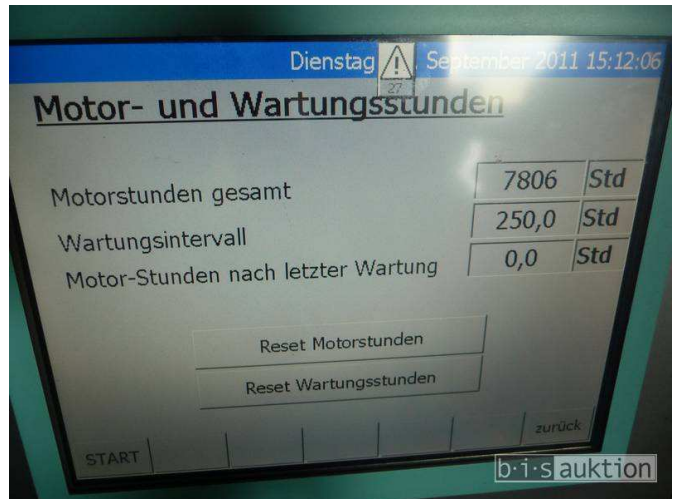 Dienstag September 2011 15:12:06
27
Motor- und Wartungsstunden
Motorstunden gesamt 7806 Std
Wartungsintervall 250,0 Std
Motor-Stunden nach letzter Wartung 0,0 Std
Reset Motorstunden
Reset Wartungsstunden
START zurück
b·i·s auktion